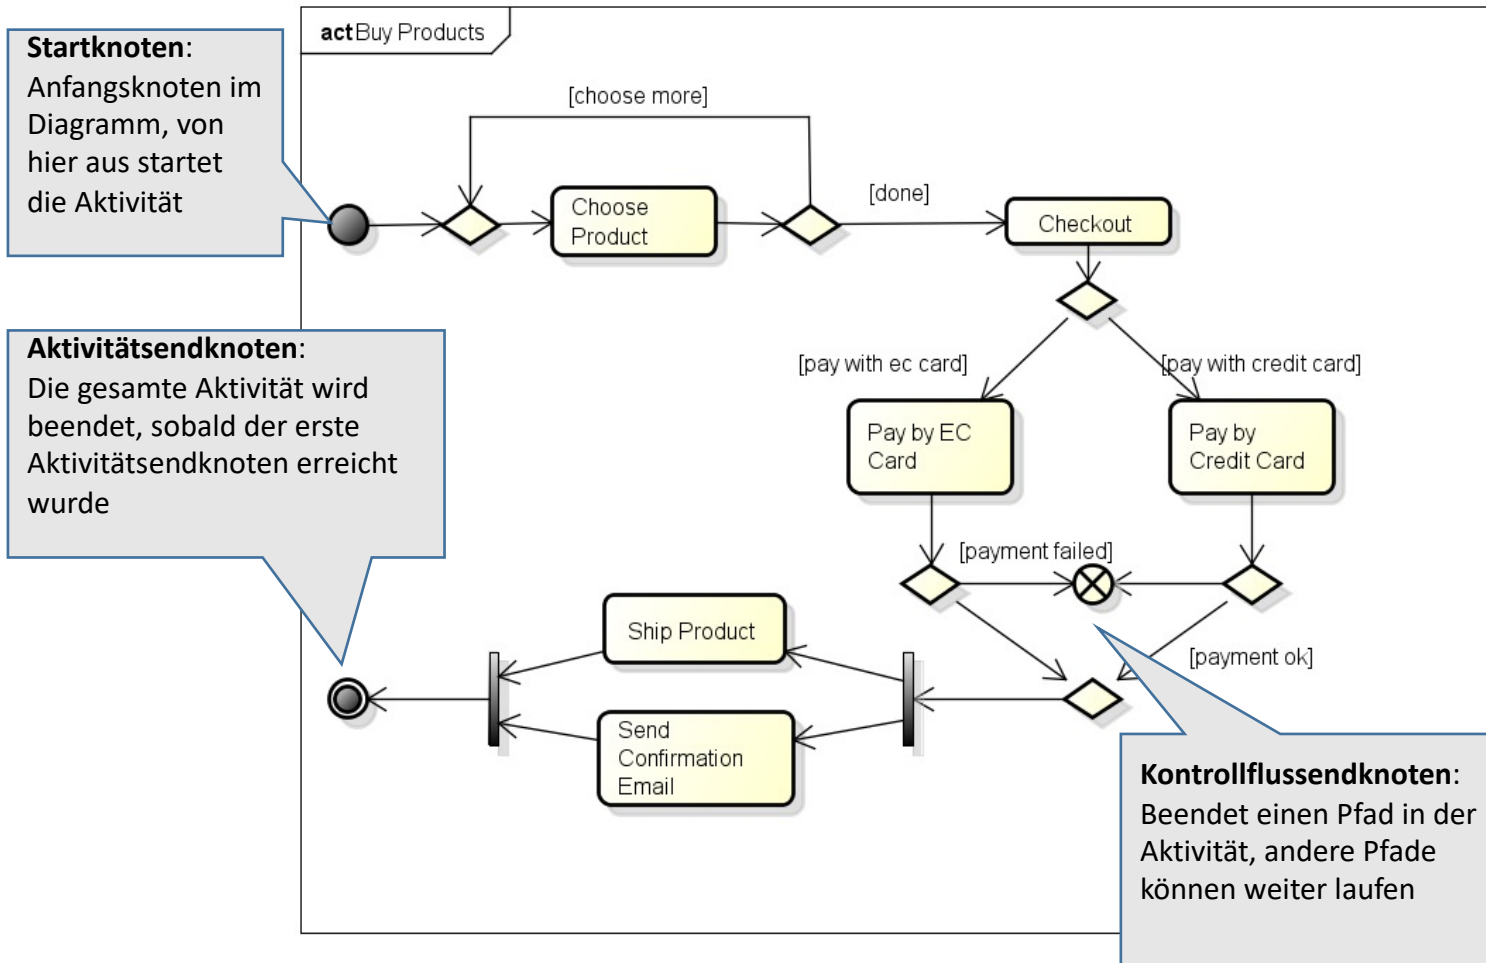 act Buy Products
Startknoten:
Anfangsknoten im
Diagramm, von
hier aus startet
die Aktivität
[choose more]
Choose
Product
[done]
Checkout
Aktivitätsendknoten:
Die gesamte Aktivität wird
beendet, sobald der erste
Aktivitätsendknoten erreicht
wurde
[pay with ec card]
[pay with credit card]
Pay by EC
Card
Pay by
Credit Card
[payment failed]
[payment ok]
Ship Product
Send
Confirmation
Email
Kontrollflussendknoten:
Beendet einen Pfad in der
Aktivität, andere Pfade
können weiter laufen